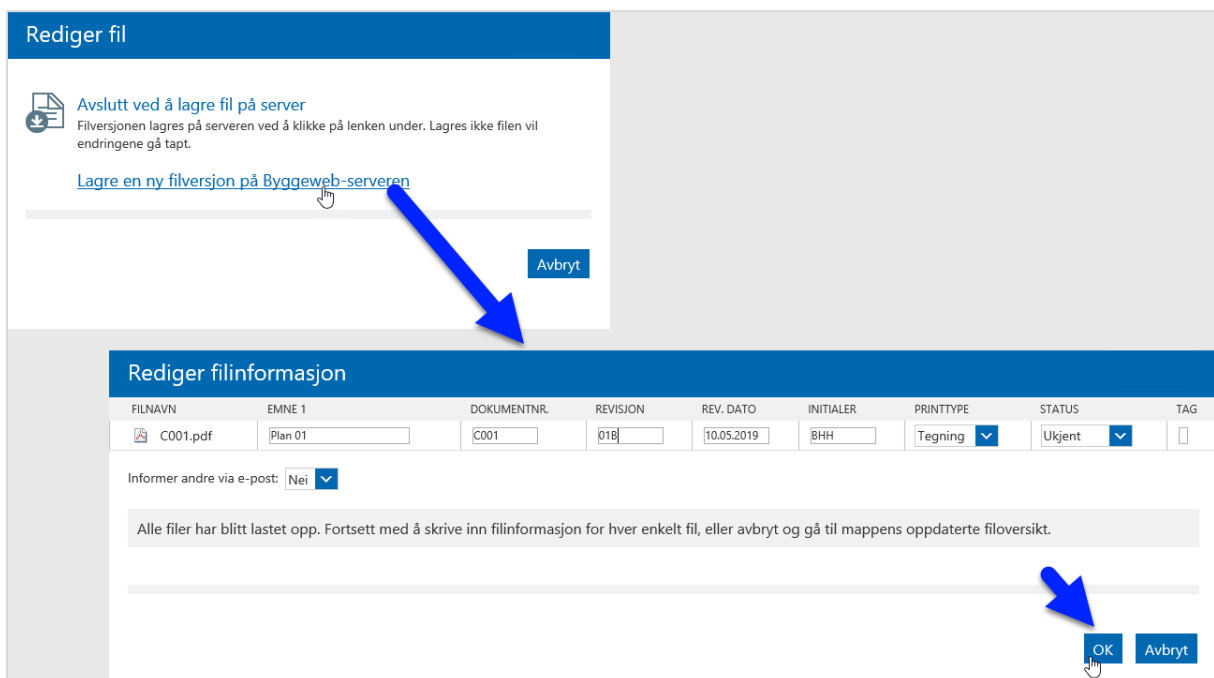 Rediger fil
Avslutt ved å lagre fil på server
Filversjonen lagres på serveren ved å klikke på lenken under. Lagres ikke filen vil
endringene gå tapt.
Lagre en ny filversjon på Byggeweb-serveren
Avbryt
Rediger filinformasjon
FILNAVN EMNE 1 DOKUMENTNR. REVISJON REV. DATO INITIALER PRINTTYPE STATUS TAG
C001.pdf Plan 01 C001 01B 10.05.2019 BHH Tegning Ukjent
Informer andre via e-post: Nei
Alle filer har blitt lastet opp. Fortsett med å skrive inn filinformasjon for hver enkelt fil, eller avbryt og gå til mappens oppdaterte filoversikt.
OK Avbryt